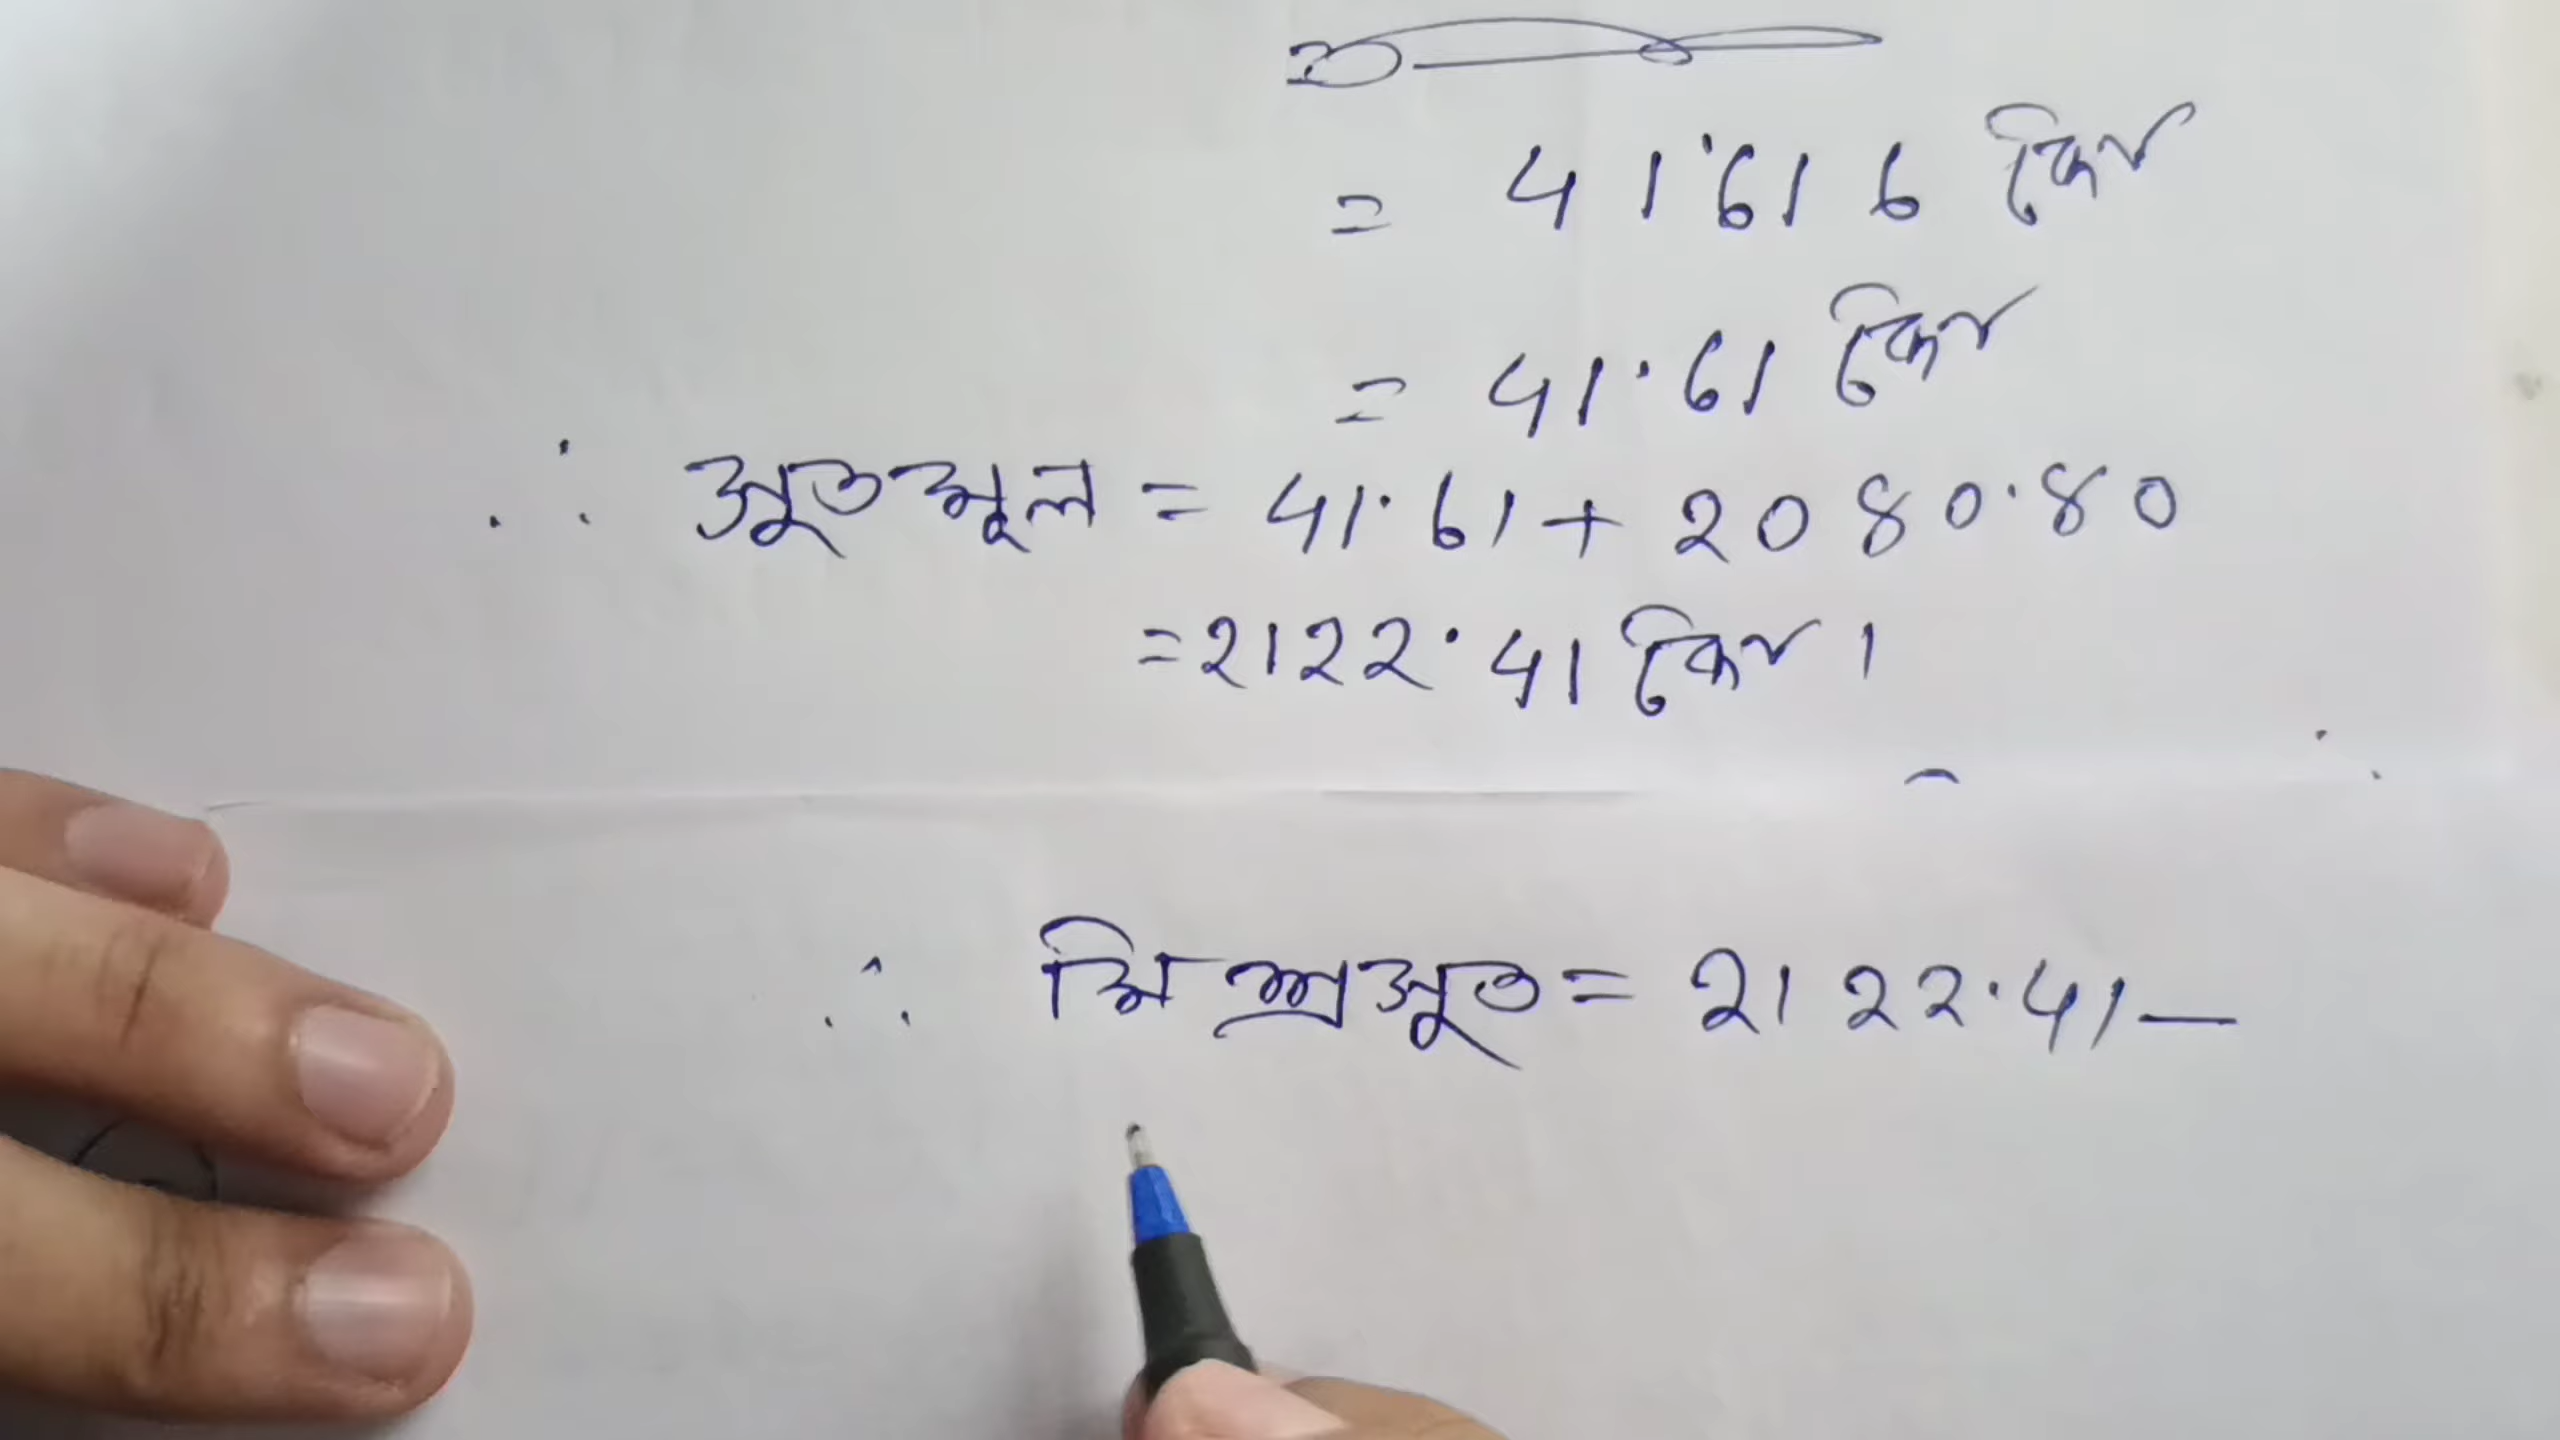 = 41.616 টকা
= 41.61 টকা
∴ সুতমূল = 41.61 + 2080.80
= 2122.41 টকা ।
∴ মিশ্ৰসুত = 2122.41 —